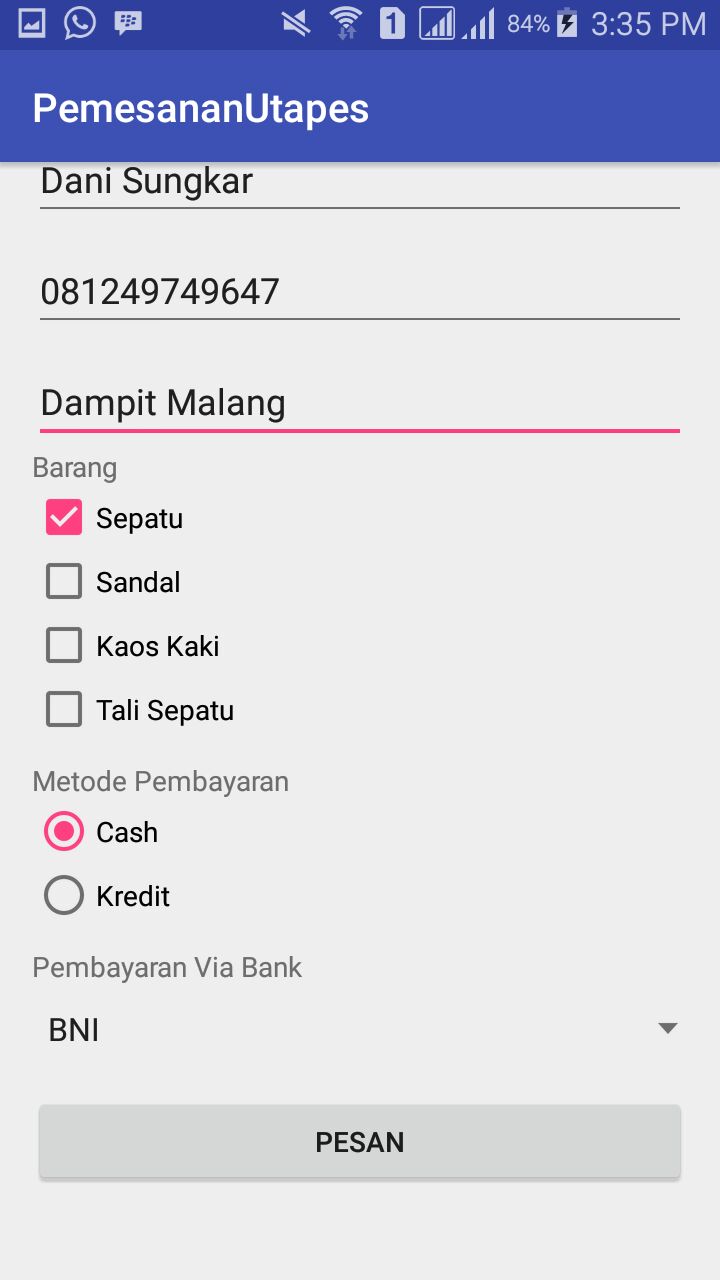 1 84% 3:35 PM
PemesananUtapes
Dani Sungkar
081249749647
Dampit Malang
Barang
Sepatu
Sandal
Kaos Kaki
Tali Sepatu
Metode Pembayaran
Cash
Kredit
Pembayaran Via Bank
BNI
PESAN